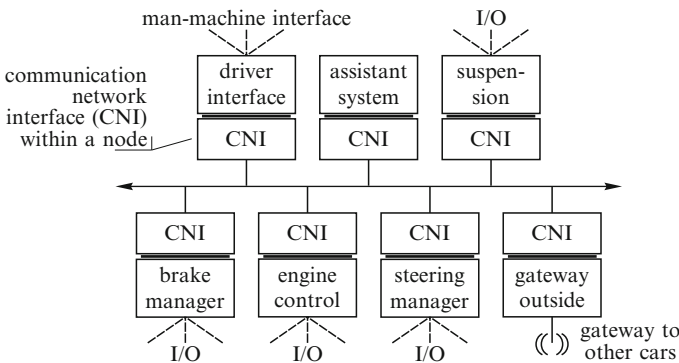 man-machine interface
I/O
communication
network
interface (CNI)
within a node
driver
interface
assistant
system
suspen-
sion
CNI
CNI
CNI
CNI
CNI
CNI
CNI
brake
manager
engine
control
steering
manager
gateway
outside
I/O
I/O
I/O
gateway to
other cars